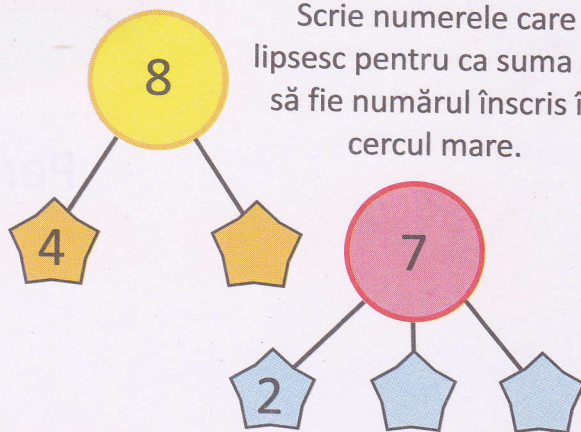 Scrie numerele care
lipsesc pentru ca suma
să fie numărul înscris
cercul mare.
8
4
7
2